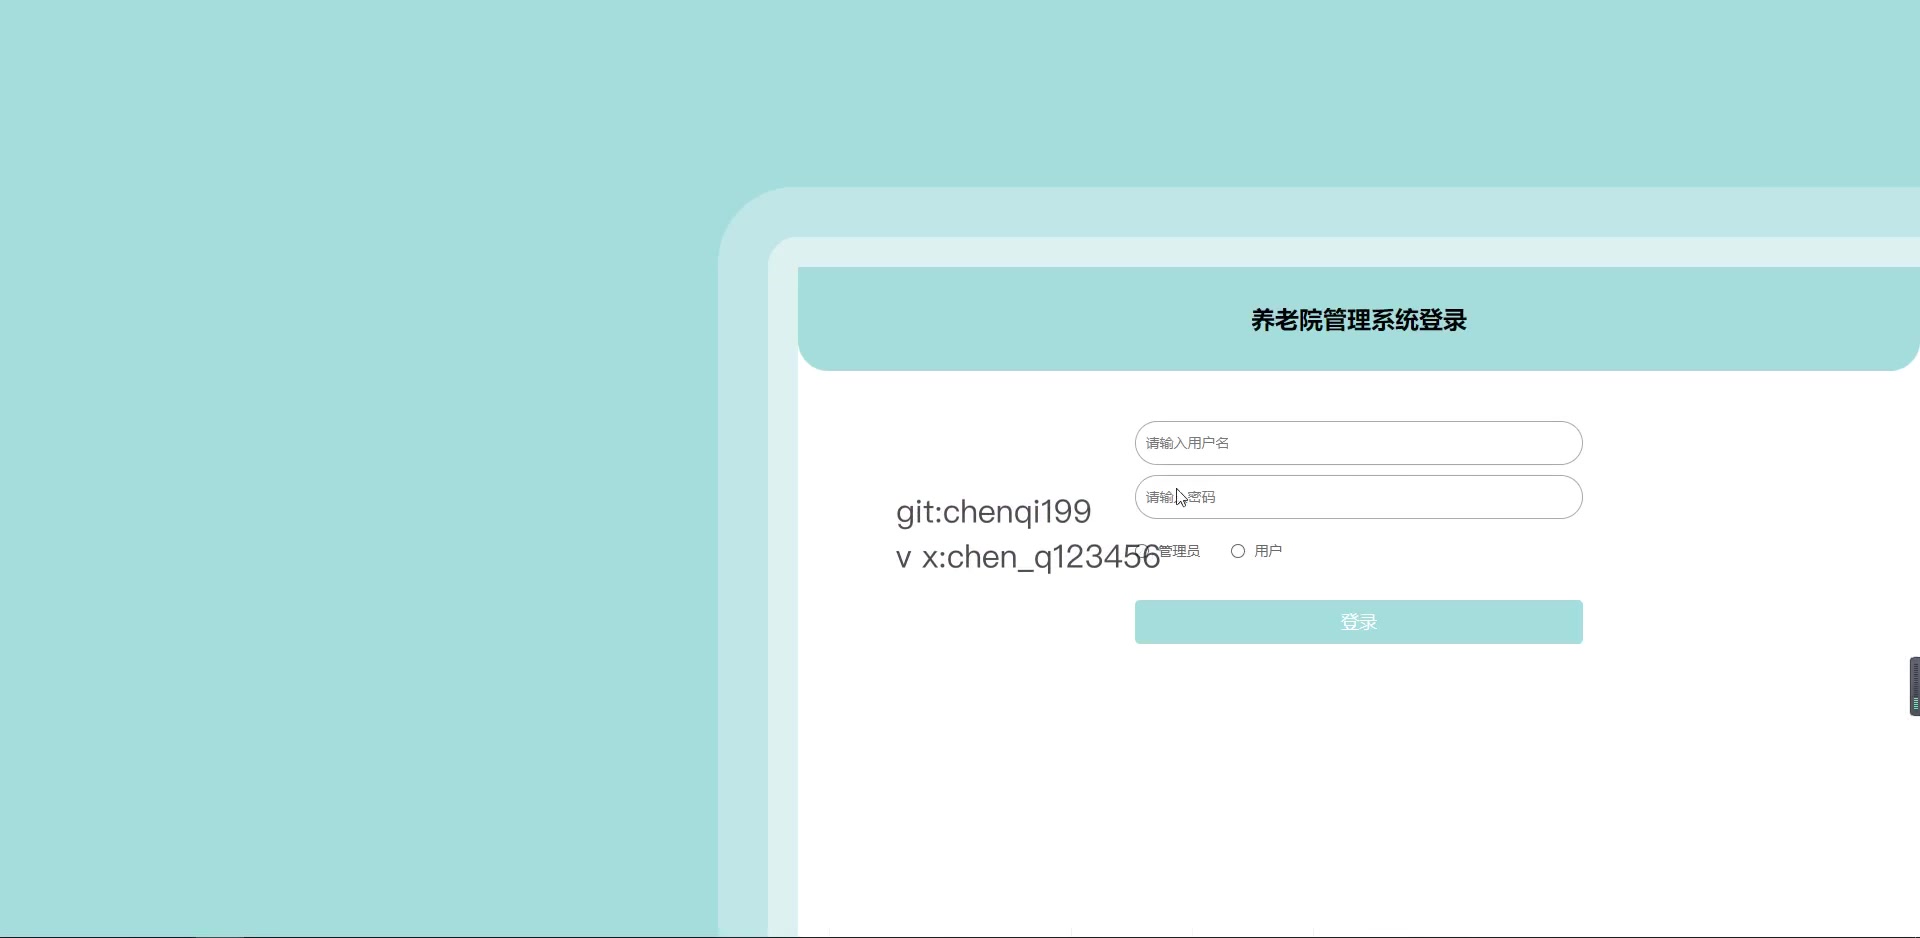 养老院管理系统登录
请输入用户名
请输入密码
git:chenqi199
v x:chen_q123456
管理员 用户
登录